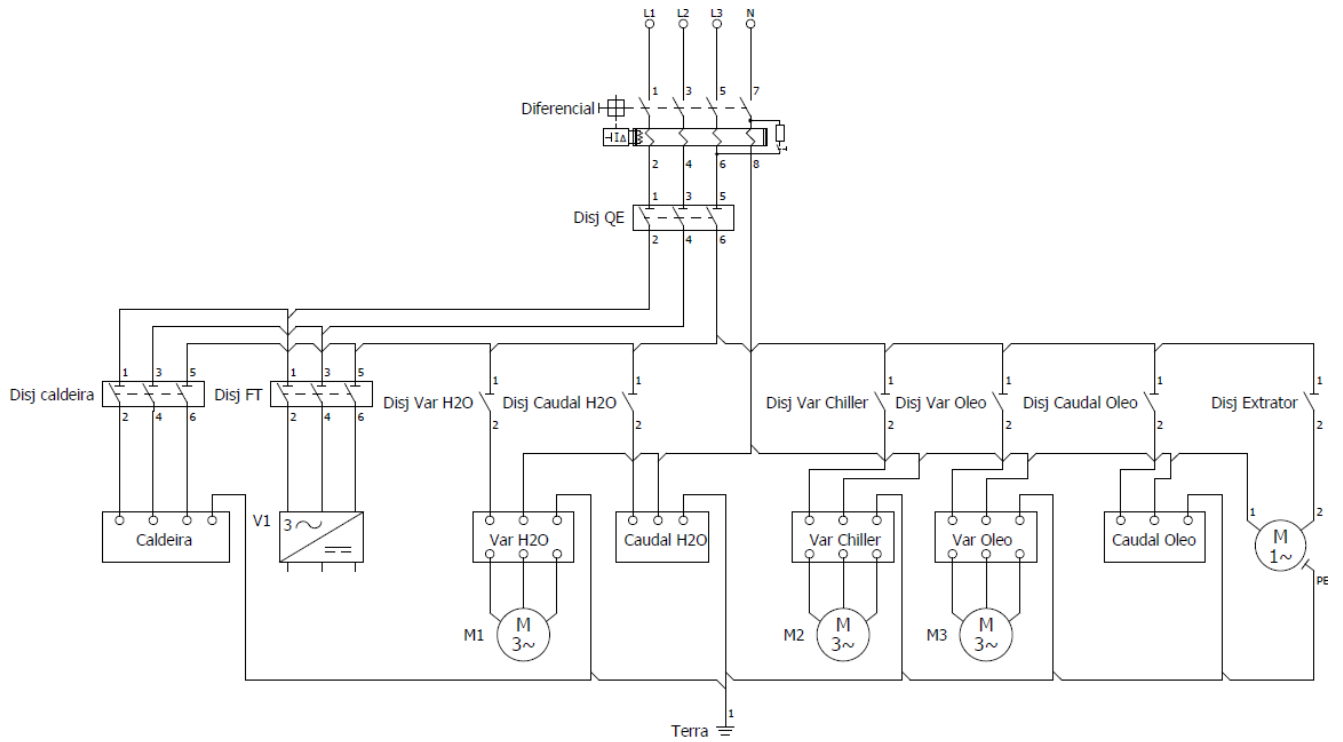 L1 L2 L3 N
1 3 5 7
Diferencial
I Δ
2 4 6 8
1 3 5
Disj QE
2 4 6
1 3 5 1 3 5 1 1 1 1 1 1
Disj caldeira Disj FT Disj Var H2O Disj Caudal H2O Disj Var Chiller Disj Var Oleo Disj Caudal Oleo Disj Extrator
2 4 6 2 4 6 2 2 2 2 2 2
V1 3 1 2
Caldeira Var H2O Caudal H2O Var Chiller Var Oleo Caudal Oleo M
1~
PE
M1 M M2 M M3 M
3~ 3~ 3~
1
Terra